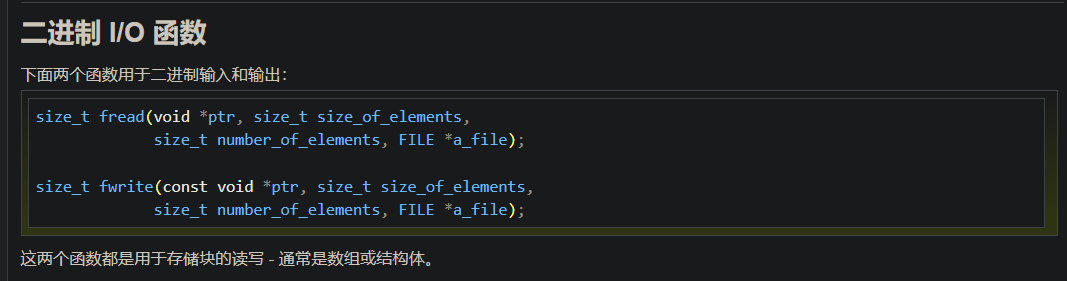 二进制 I/O 函数
下面两个函数用于二进制输入和输出：
size_t fread(void *ptr, size_t size_of_elements,
             size_t number_of_elements, FILE *a_file);
size_t fwrite(const void *ptr, size_t size_of_elements,
             size_t number_of_elements, FILE *a_file);
这两个函数都是用于存储块的读写 - 通常是数组或结构体。